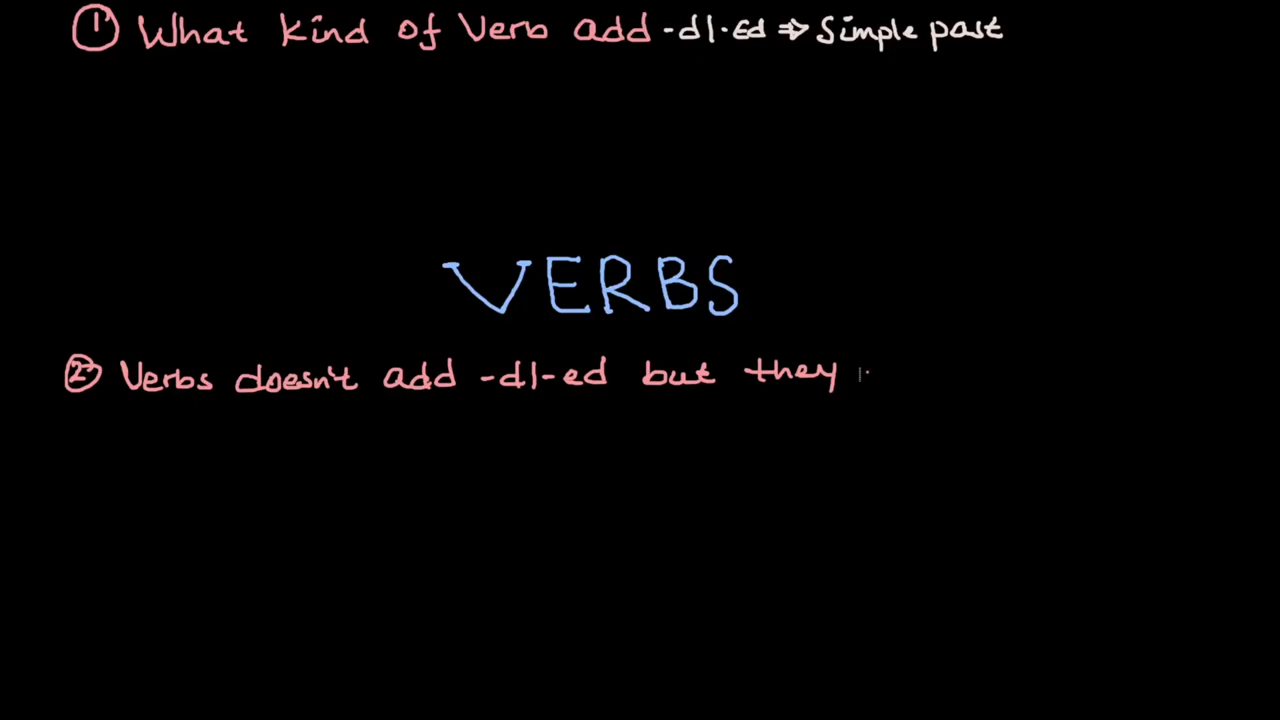 ① What kind of Verb add -d|.Ed ⇒ Simple past
VERBS
② Verbs doesn't add -d|-ed but they